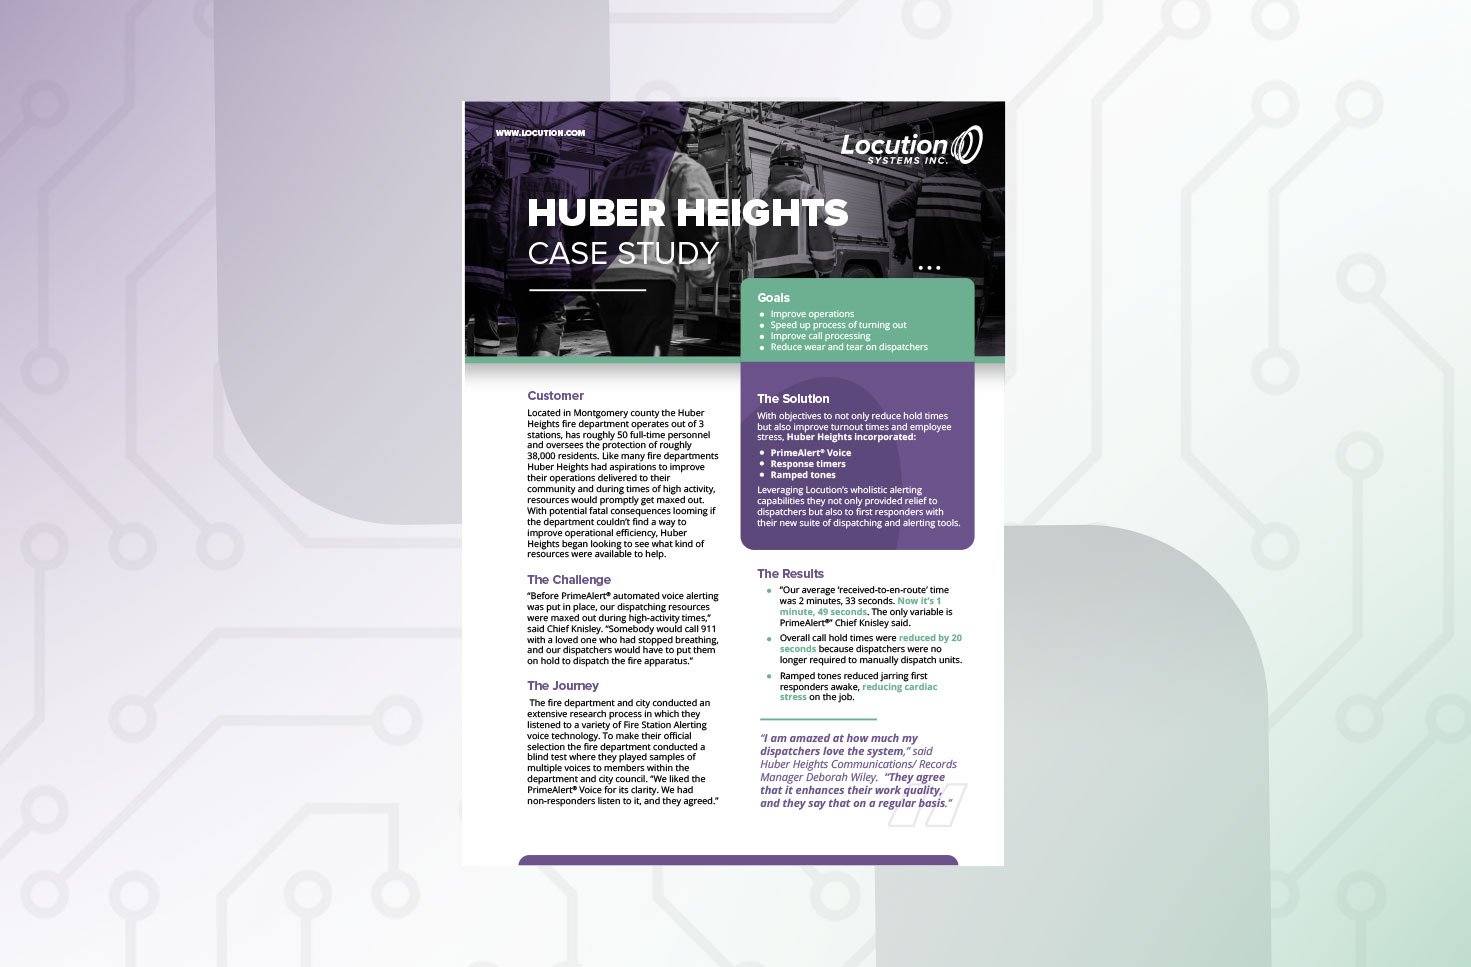 WWW.LOCUTION.COM
Locution
SYSTEMS INC.
HUBER HEIGHTS
CASE STUDY
Goals
Improve operations
Speed up process of turning out
Improve call processing
Reduce wear and tear on dispatchers
Customer
Located in Montgomery county the Huber
Heights fire department operates out of 3
stations, has roughly 50 full-time personnel
and oversees the protection of roughly
38,000 residents. Like many fire departments
Huber Heights had aspirations to improve
their operations delivered to their
community and during times of high activity,
resources would promptly get maxed out.
With potential fatal consequences looming if
the department couldn't find a way to
improve operational efficiency, Huber
Heights began looking to see what kind of
resources were available to help.
The Challenge
"Before PrimeAlert® automated voice alerting
was put in place, our dispatching resources
were maxed out during high-activity times,"
said Chief Knisley. "Somebody would call 911
with a loved one who had stopped breathing,
and our dispatchers would have to put them
on hold to dispatch the fire apparatus."
The Journey
The fire department and city conducted an
extensive research process in which they
listened to a variety of Fire Station Alerting
voice technology. To make their official
selection the fire department conducted a
blind test where they played samples of
multiple voices to members within the
department and city council. "We liked the
PrimeAlert® Voice for its clarity. We had
non-responders listen to it, and they agreed."
The Solution
With objectives to not only reduce hold times
but also improve turnout times and employee
stress, Huber Heights incorporated:
PrimeAlert® Voice
Response timers
Ramped tones
Leveraging Locution's wholistic alerting
capabilities they not only provided relief to
dispatchers but also to first responders with
their new suite of dispatching and alerting tools.
The Results
"Our average 'received-to-en-route' time
was 2 minutes, 33 seconds. Now it's 1
minute, 49 seconds. The only variable is
PrimeAlert®" Chief Knisley said.
Overall call hold times were reduced by 20
seconds because dispatchers were no
longer required to manually dispatch units.
Ramped tones reduced jarring first
responders awake, reducing cardiac
stress on the job.
"I am amazed at how much my
dispatchers love the system," said
Huber Heights Communications/ Records
Manager Deborah Wiley. "They agree
that it enhances their work quality,
and they say that on a regular basis."